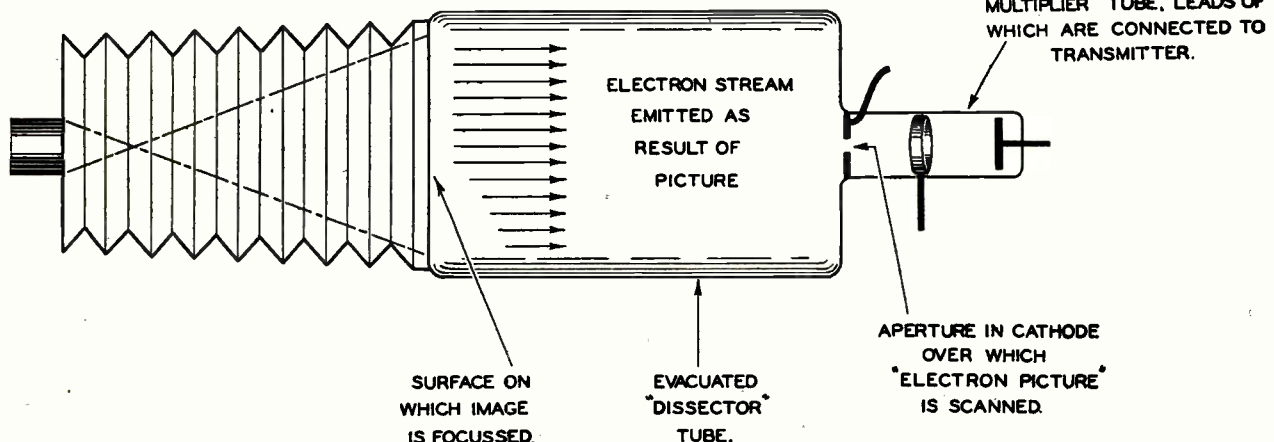 MULTIPLIER" TUBE, LEADS OF
WHICH ARE CONNECTED TO
TRANSMITTER.
ELECTRON STREAM
EMITTED AS
RESULT OF
PICTURE
APERTURE IN CATHODE
OVER WHICH
"ELECTRON PICTURE"
IS SCANNED.
SURFACE ON
WHICH IMAGE
IS FOCUSSED.
EVACUATED
"DISSECTOR"
TUBE.